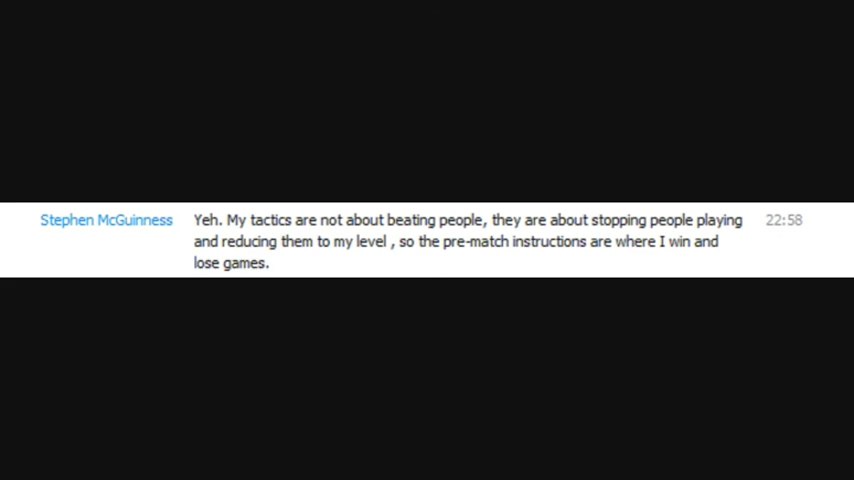 Stephen McGuinness Yeh. My tactics are not about beating people, they are about stopping people playing 22:58
and reducing them to my level , so the pre-match instructions are where I win and
lose games.